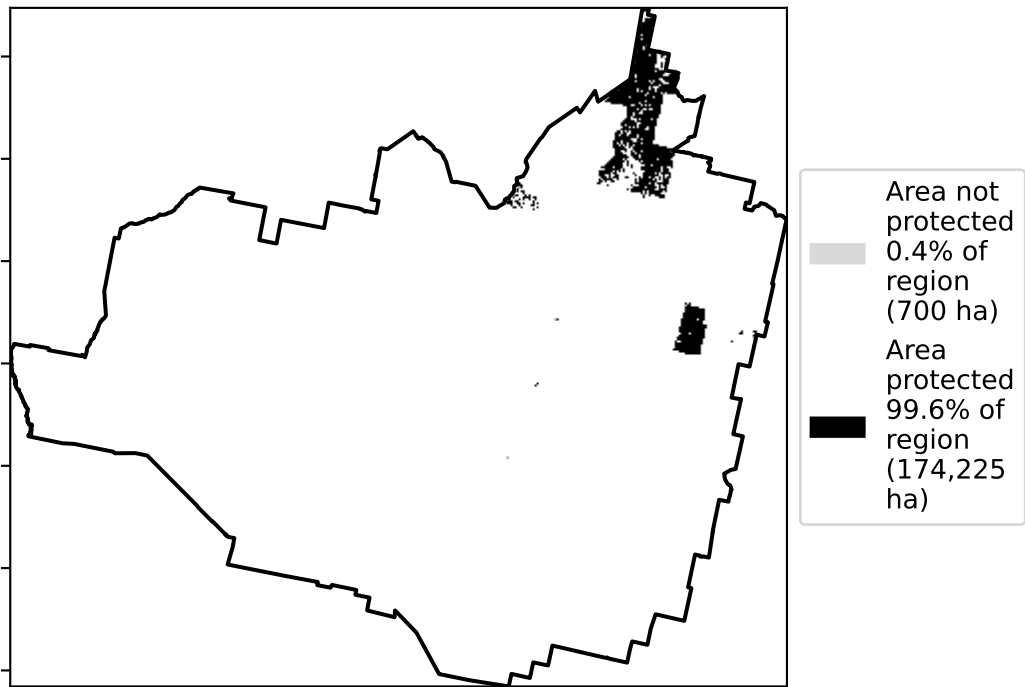 Area not
protected
0.4% of
region
(700 ha)
Area
protected
99.6% of
region
(174,225
ha)